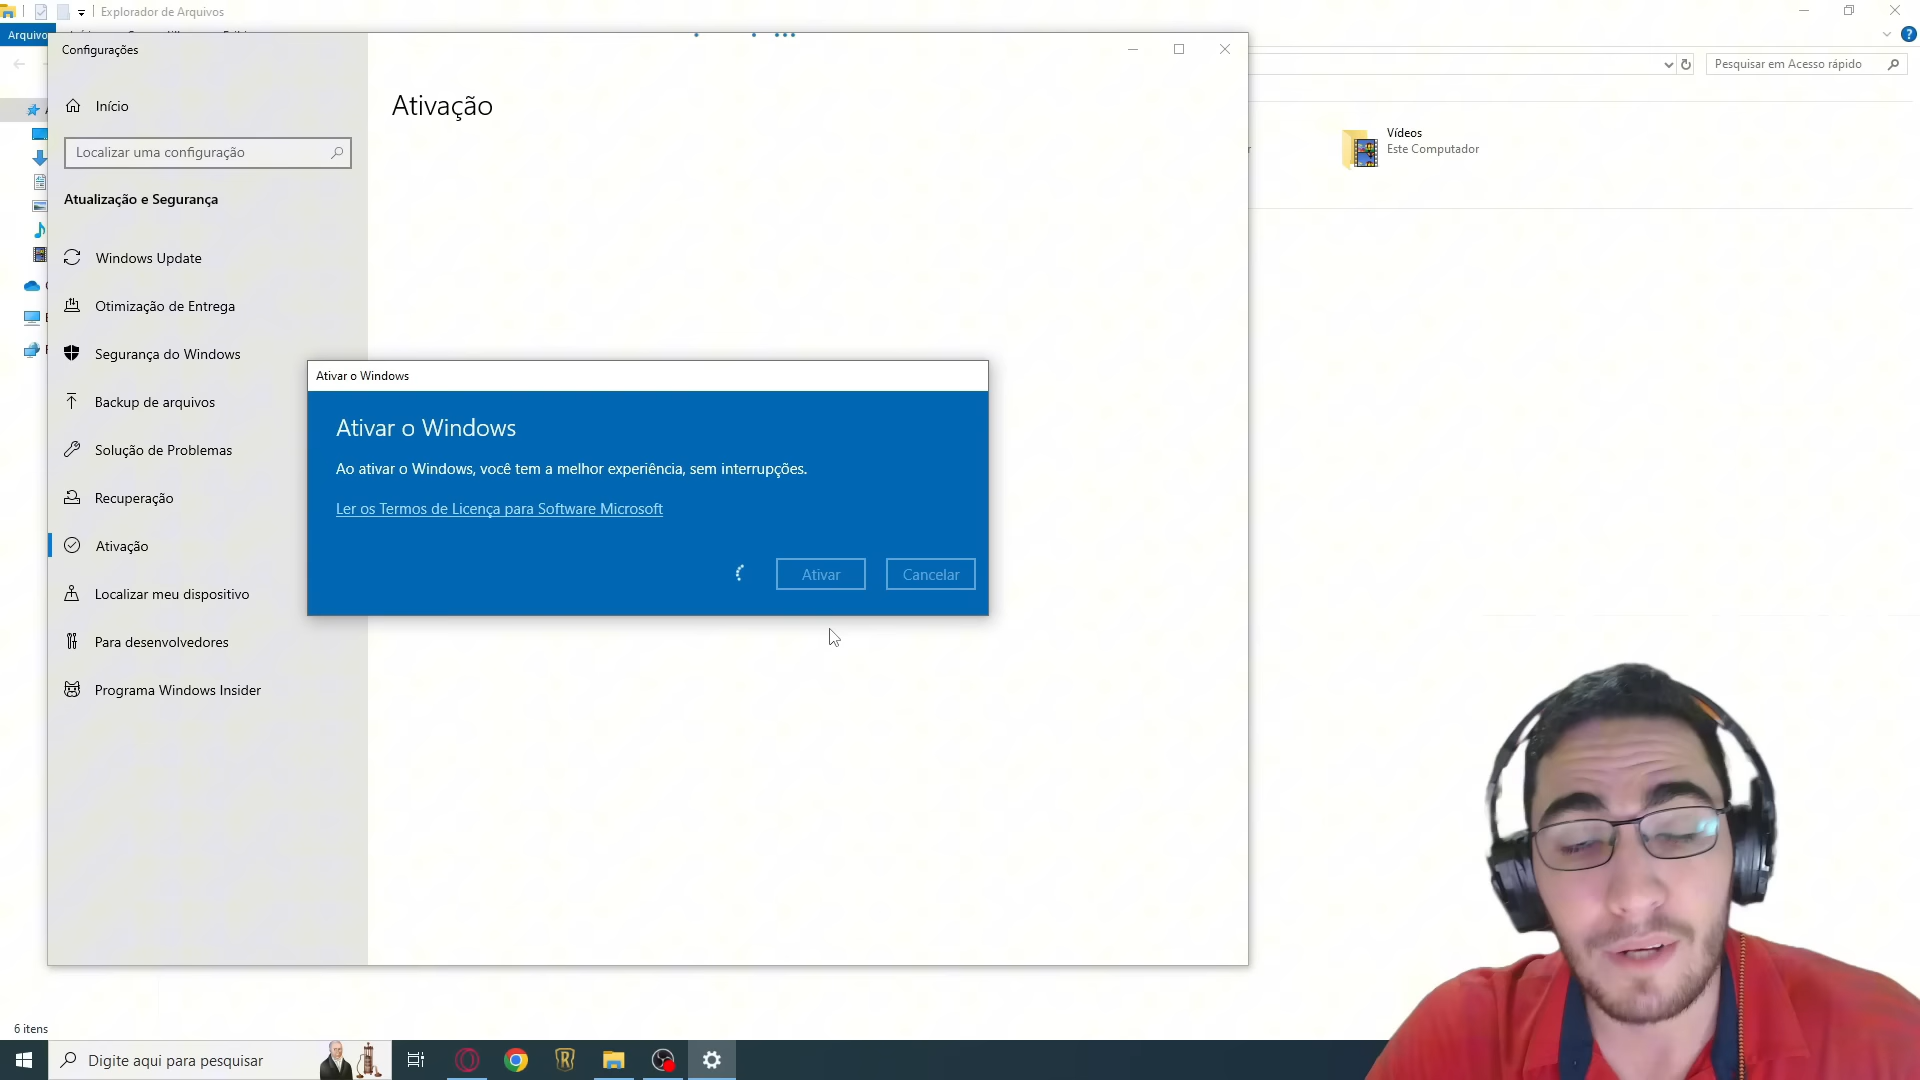 Explorador de Arquivos
Arquivo
Configurações
Pesquisar em Acesso rápido
Início
Ativação
Localizar uma configuração
Vídeos
Este Computador
Atualização e Segurança
Windows Update
Otimização de Entrega
Segurança do Windows
Backup de arquivos
Solução de Problemas
Recuperação
Ativação
Localizar meu dispositivo
Para desenvolvedores
Programa Windows Insider
Ativar o Windows
Ativar o Windows
Ao ativar o Windows, você tem a melhor experiência, sem interrupções.
Ler os Termos de Licença para Software Microsoft
Ativar
Cancelar
6 itens
Digite aqui para pesquisar